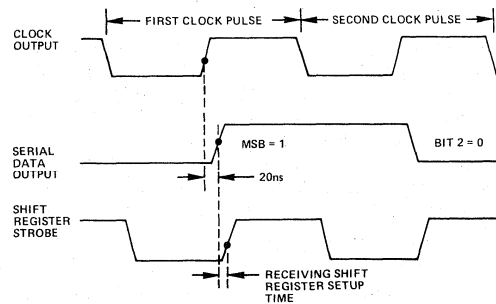 FIRST CLOCK PULSE
SECOND CLOCK PULSE
CLOCK
OUTPUT
MSB = 1
BIT 2 = 0
SERIAL
DATA
OUTPUT
20ns
SHIFT
REGISTER
STROBE
RECEIVING SHIFT
REGISTER SETUP
TIME